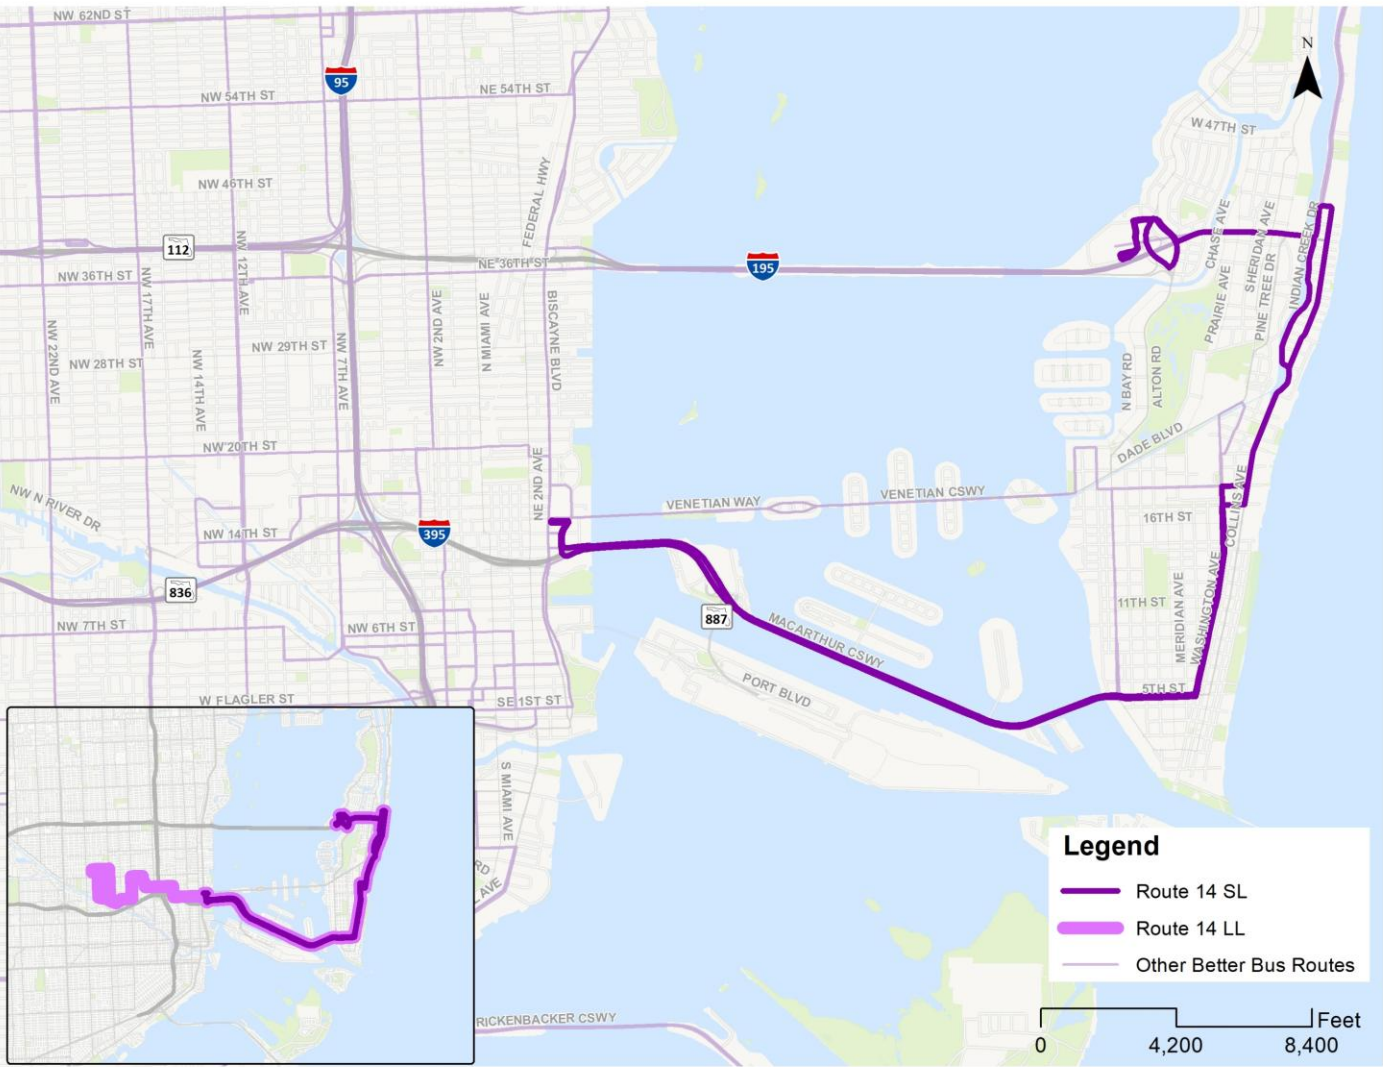 NW 62ND ST
95
NW 54TH ST
NE 54TH ST
N
W 47TH ST
NW 46TH ST
FEDERAL HWY
CHASE AVE
SHERIDAN AVE
INDIAN CREEK DR
112
NW 12TH AVE
NE 36TH ST
195
NW 36TH ST
NW 17TH AVE
PRAIRIE AVE
PINE TREE DR
NW 22ND AVE
NW 28TH ST
NW 14TH AVE
NW 29TH ST
NW 7TH AVE
NW 2ND AVE
N MIAMI AVE
BISCAYNE BLVD
N BAY RD
ALTON RD
NW 20TH ST
DADE BLVD
NE 2ND AVE
NW N RIVER DR
VENETIAN WAY
VENETIAN CSWY
COLLINS AVE
NW 14TH ST
395
16TH ST
836
11TH ST
MERIDIAN AVE
WASHINGTON AVE
887
NW 7TH ST
NW 6TH ST
MACARTHUR CSWY
PORT BLVD
5TH ST
W FLAGLER ST
SE 1ST ST
S MIAMI AVE
RD
AVE
RICKENBACKER CSWY
Legend
Route 14 SL
Route 14 LL
Other Better Bus Routes
Feet
0 4,200 8,400